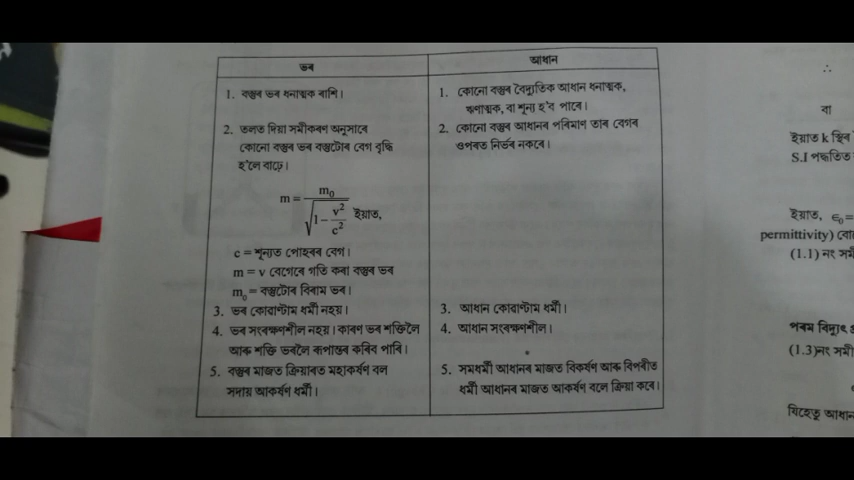 ভৰ
আধান
1. বস্তুৰ ভৰ ধনাত্মক ৰাশি।
2. তলত দিয়া সমীকৰণ অনুসাৰে
কোনো বস্তুৰ ভৰ বস্তুটোৰ বেগ বৃদ্ধি
হ'লে বাঢ়ে।
m = m₀ / √(1 − v²/c²) ইয়াত,
c = শূন্যত পোহৰৰ বেগ।
m = v বেগেৰে গতি কৰা বস্তুৰ ভৰ
m₀ = বস্তুটোৰ বিৰাম ভৰ।
3. ভৰ কোৱাণ্টাম ধৰ্মী নহয়।
4. ভৰ সংৰক্ষণশীল নহয়। কাৰণ ভৰ শক্তিলৈ
আৰু শক্তি ভৰলৈ ৰূপান্তৰ কৰিব পাৰি।
5. বস্তুৰ মাজত ক্ৰিয়াৰত মহাকৰ্ষণ বল
সদায় আকৰ্ষণ ধৰ্মী।
1. কোনো বস্তুৰ বৈদ্যুতিক আধান ধনাত্মক,
ঋণাত্মক, বা শূন্য হ'ব পাৰে।
2. কোনো বস্তুৰ আধানৰ পৰিমাণ তাৰ বেগৰ
ওপৰত নিৰ্ভৰ নকৰে।
3. আধান কোৱাণ্টাম ধৰ্মী।
4. আধান সংৰক্ষণশীল।
5. সমধৰ্মী আধানৰ মাজত বিকৰ্ষণ আৰু বিপৰীত
ধৰ্মী আধানৰ মাজত আকৰ্ষণ বলে ক্ৰিয়া কৰে।
∴
বা
ইয়াত k স্থিৰ
S.I পদ্ধতিত
ইয়াত, ϵ₀=
permittivity)
(1.1) নং
পৰম বিদ্যুৎ
(1.3)নং
যিহেতু আধান